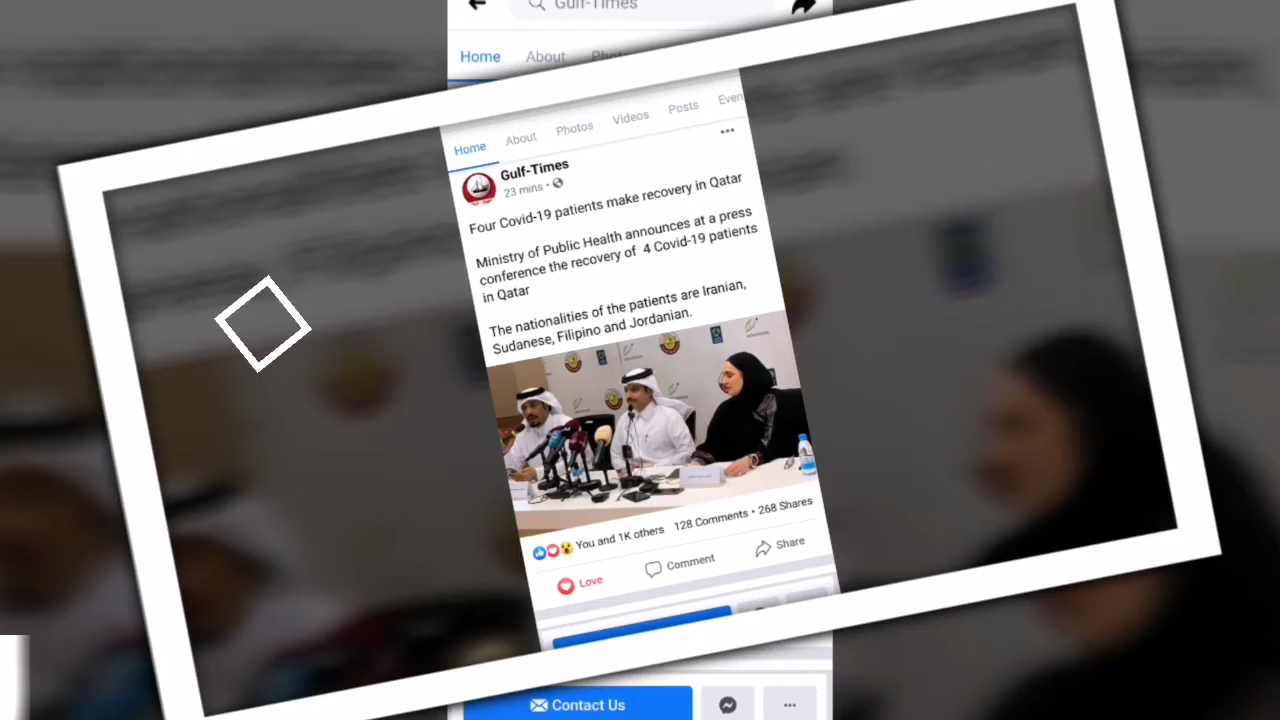 Gulf-Times
Home About
Home About Photos Videos Posts Even
Gulf-Times
23 mins
Four Covid-19 patients make recovery in Qatar
Ministry of Public Health announces at a press
conference the recovery of 4 Covid-19 patients
in Qatar
The nationalities of the patients are Iranian,
Sudanese, Filipino and Jordanian.
You and 1K others 128 Comments • 268 Shares
Love Comment Share
Contact Us